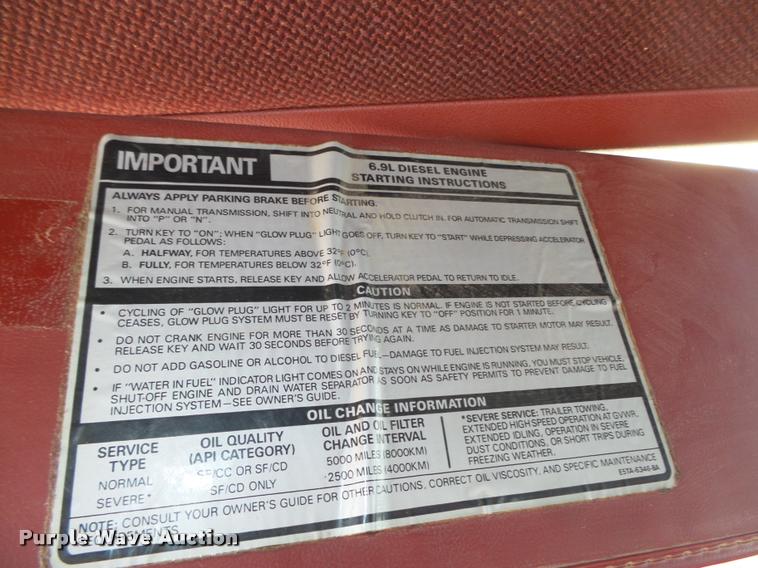 IMPORTANT
6.9L DIESEL ENGINE
STARTING INSTRUCTIONS
ALWAYS APPLY PARKING BRAKE BEFORE STARTING.
1. FOR MANUAL TRANSMISSION, SHIFT INTO NEUTRAL AND HOLD CLUTCH IN. FOR AUTOMATIC TRANSMISSION SHIFT
INTO "P" OR "N".
2. TURN KEY TO "ON"; WHEN "GLOW PLUG" LIGHT GOES OFF, TURN KEY TO "START" WHILE DEPRESSING ACCELERATOR
PEDAL AS FOLLOWS:
A. HALFWAY, FOR TEMPERATURES ABOVE 32°F (0°C).
B. FULLY, FOR TEMPERATURES BELOW 32°F (0°C).
3. WHEN ENGINE STARTS, RELEASE KEY AND ALLOW ACCELERATOR PEDAL TO RETURN TO IDLE.
CAUTION
• CYCLING OF "GLOW PLUG" LIGHT FOR UP TO 2 MINUTES IS NORMAL. IF ENGINE IS NOT STARTED BEFORE CYCLING
CEASES, GLOW PLUG SYSTEM MUST BE RESET BY TURNING KEY TO "OFF" POSITION FOR 1 MINUTE.
• DO NOT CRANK ENGINE FOR MORE THAN 30 SECONDS AT A TIME AS DAMAGE TO STARTER MOTOR MAY RESULT.
RELEASE KEY AND WAIT 30 SECONDS BEFORE TRYING AGAIN.
• DO NOT ADD GASOLINE OR ALCOHOL TO DIESEL FUEL—DAMAGE TO FUEL INJECTION SYSTEM MAY RESULT.
• IF "WATER IN FUEL" INDICATOR LIGHT COMES ON AND STAYS ON WHILE ENGINE IS RUNNING, YOU MUST STOP VEHICLE,
SHUT-OFF ENGINE AND DRAIN WATER SEPARATOR AS SOON AS SAFETY PERMITS TO PREVENT DAMAGE TO FUEL
INJECTION SYSTEM—SEE OWNER'S GUIDE.
OIL CHANGE INFORMATION
SERVICE TYPE OIL QUALITY (API CATEGORY) OIL AND OIL FILTER CHANGE INTERVAL
NORMAL SF/CC OR SF/CD 5000 MILES (8000KM)
SEVERE* SF/CD ONLY 2500 MILES (4000KM)
*SEVERE SERVICE: TRAILER TOWING,
EXTENDED HIGH SPEED OPERATION AT GVWR,
EXTENDED IDLING, OPERATION IN SEVERE
DUST CONDITIONS, OR SHORT TRIPS DURING
FREEZING WEATHER.
NOTE: CONSULT YOUR OWNER'S GUIDE FOR OTHER CAUTIONS, CORRECT OIL VISCOSITY, AND SPECIFIC MAINTENANCE
REQUIREMENTS.
E5TA-6346-BA
Purple Wave Auction
Purple Wave Auction